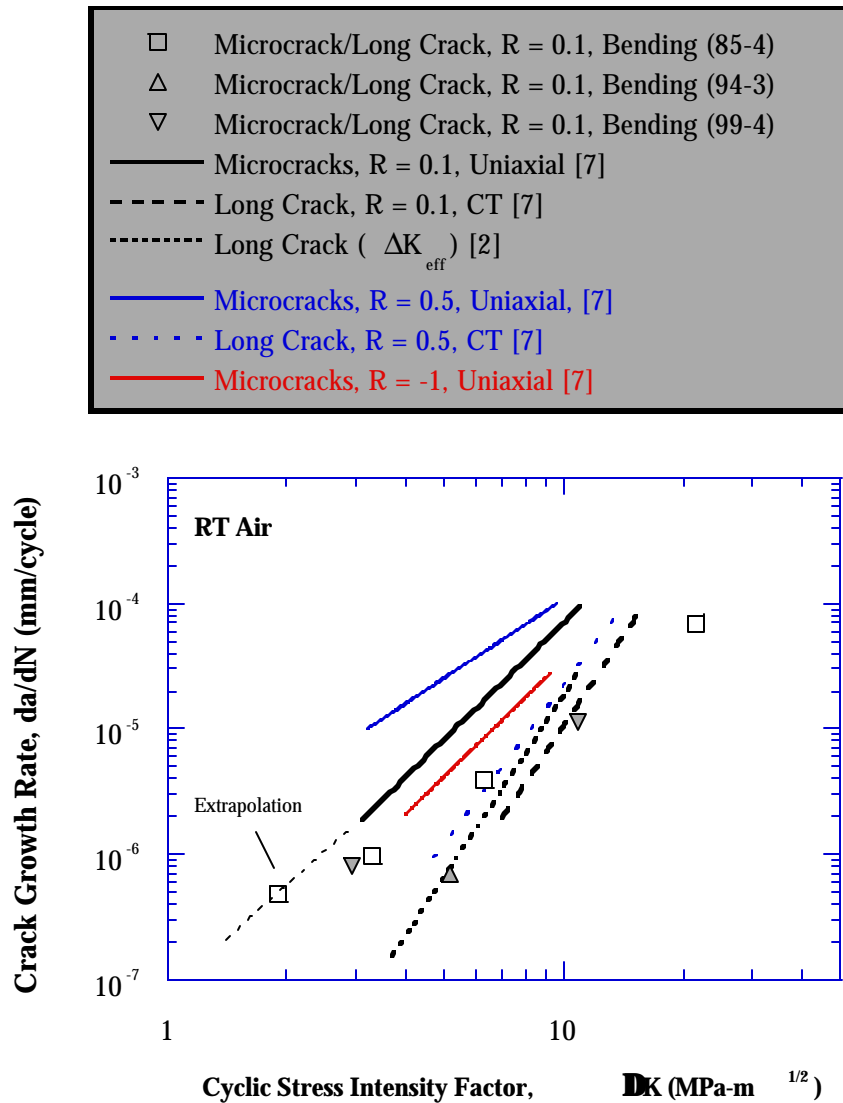 Microcrack/Long Crack, R = 0.1, Bending (85-4)
Microcrack/Long Crack, R = 0.1, Bending (94-3)
Microcrack/Long Crack, R = 0.1, Bending (99-4)
Microcracks, R = 0.1, Uniaxial [7]
Long Crack, R = 0.1, CT [7]
Long Crack ( ΔK eff) [2]
Microcracks, R = 0.5, Uniaxial, [7]
Long Crack, R = 0.5, CT [7]
Microcracks, R = -1, Uniaxial [7]
Crack Growth Rate, da/dN (mm/cycle)
10-3
RT Air
10-4
10-5
Extrapolation
10-6
10-7
1 10
Cyclic Stress Intensity Factor, DK (MPa-m 1/2 )